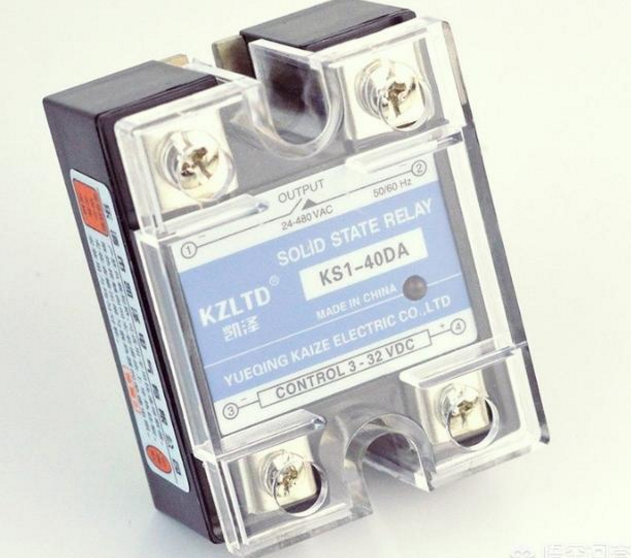 ② 
OUTPUT
50/60 Hz
24-480 VAC
①
SOLID STATE RELAY
KZLTD®
KS1-40DA
凯泽
MADE IN CHINA
YUEQING KAIZE ELECTRIC CO.,LTD
+ ④
CONTROL 3 - 32 VDC
③ −